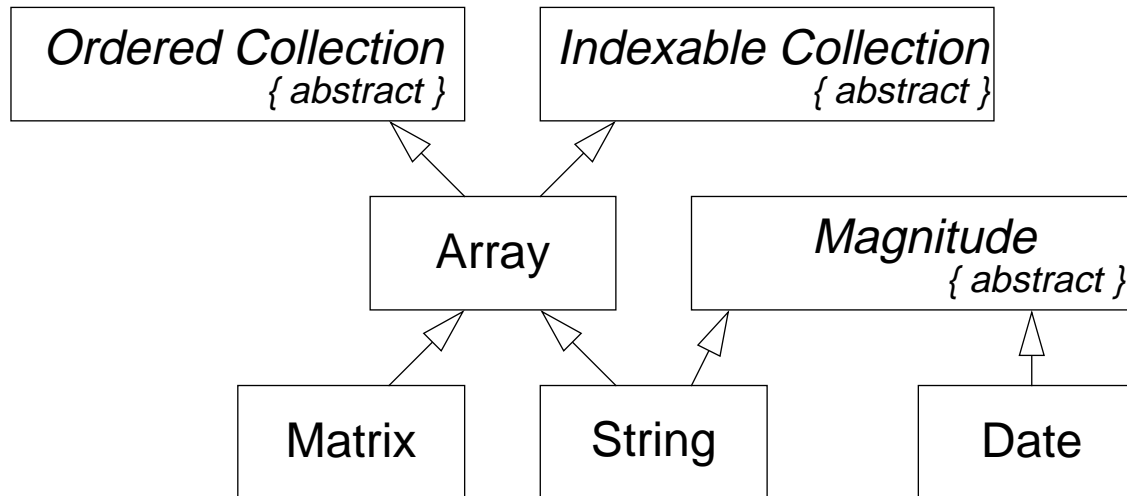 Ordered Collection
{ abstract }
Indexable Collection
{ abstract }
Array
Magnitude
{ abstract }
Matrix
String
Date